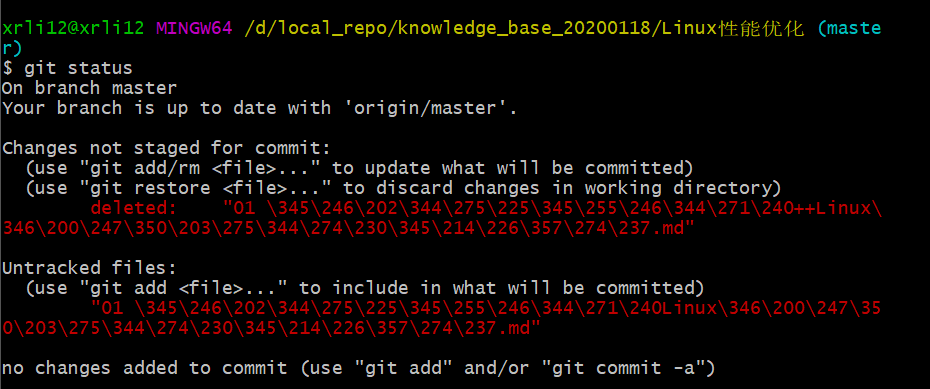 xrli12@xrli12 MINGW64 /d/local_repo/knowledge_base_20200118/Linux性能优化 (maste
r)
$ git status
On branch master
Your branch is up to date with 'origin/master'.
Changes not staged for commit:
(use "git add/rm <file>..." to update what will be committed)
(use "git restore <file>..." to discard changes in working directory)
deleted:    "01 \345\246\202\344\275\225\345\255\246\344\271\240++Linux\
346\200\247\350\203\275\344\274\230\345\214\226\357\274\237.md"
Untracked files:
(use "git add <file>..." to include in what will be committed)
"01 \345\246\202\344\275\225\345\255\246\344\271\240Linux\346\200\247\35
0\203\275\344\274\230\345\214\226\357\274\237.md"
no changes added to commit (use "git add" and/or "git commit -a")